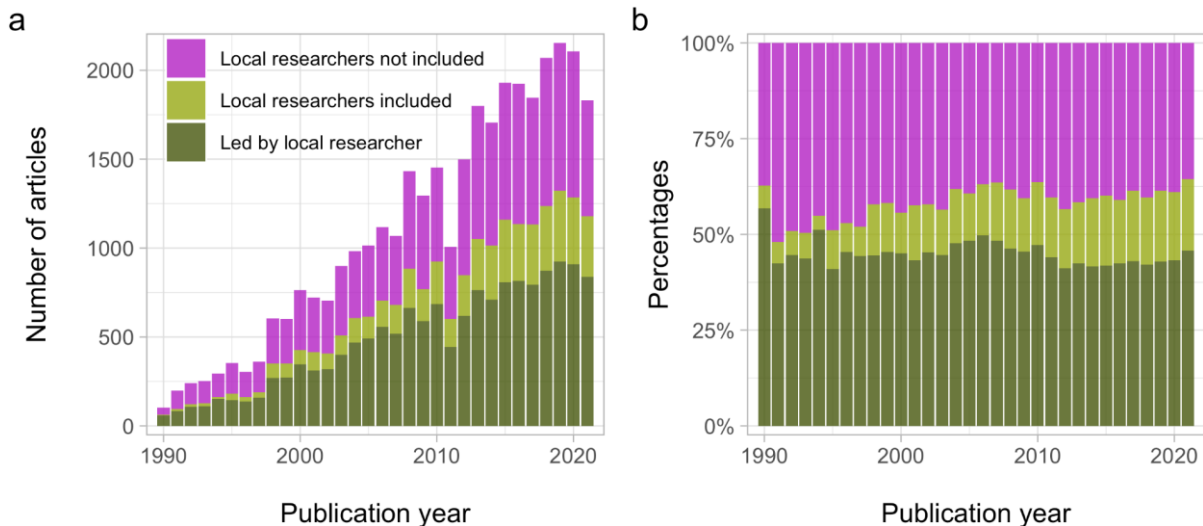 a
Number of articles
2000
1500
1000
500
0
Local researchers not included
Local researchers included
Led by local researcher
1990
2000
2010
2020
Publication year
b
Percentages
100%
75%
50%
25%
0%
1990
2000
2010
2020
Publication year